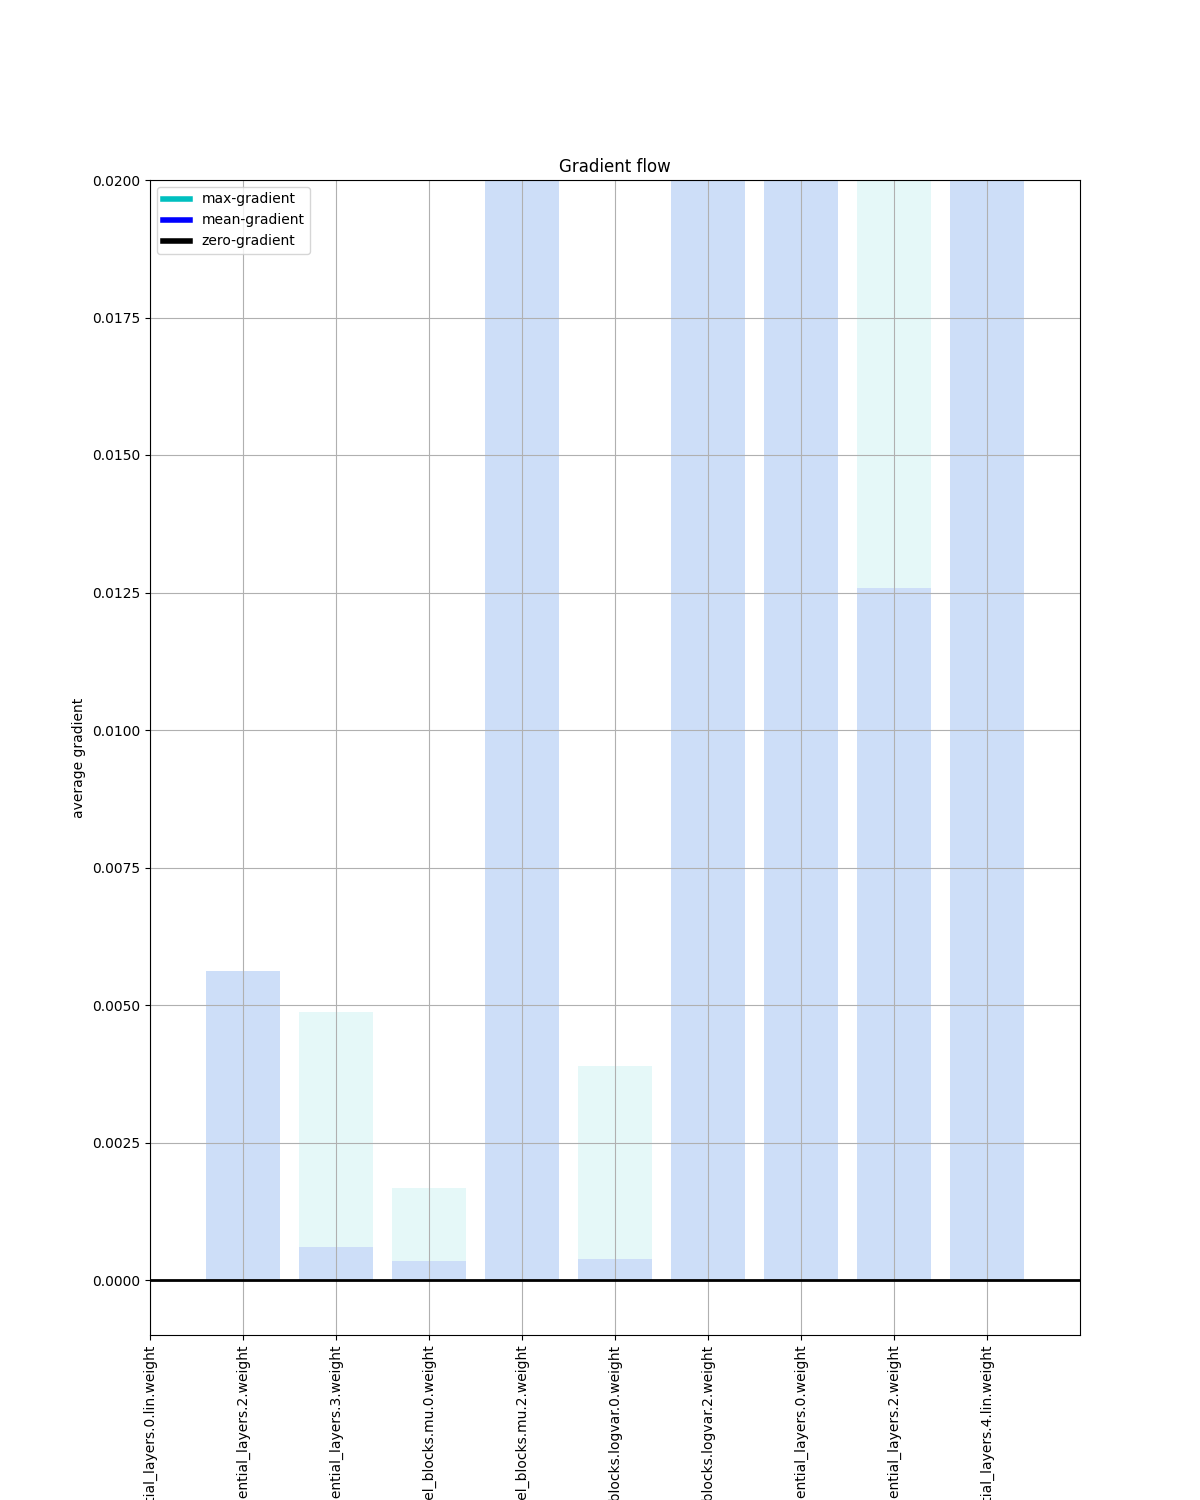 Gradient flow
max-gradient
mean-gradient
zero-gradient
0.0200
0.0175
0.0150
0.0125
0.0100
0.0075
0.0050
0.0025
0.0000
average gradient
tial_layers.0.lin.weight
ential_layers.2.weight
ential_layers.3.weight
el_blocks.mu.0.weight
el_blocks.mu.2.weight
blocks.logvar.0.weight
blocks.logvar.2.weight
ential_layers.0.weight
ential_layers.2.weight
tial_layers.4.lin.weight